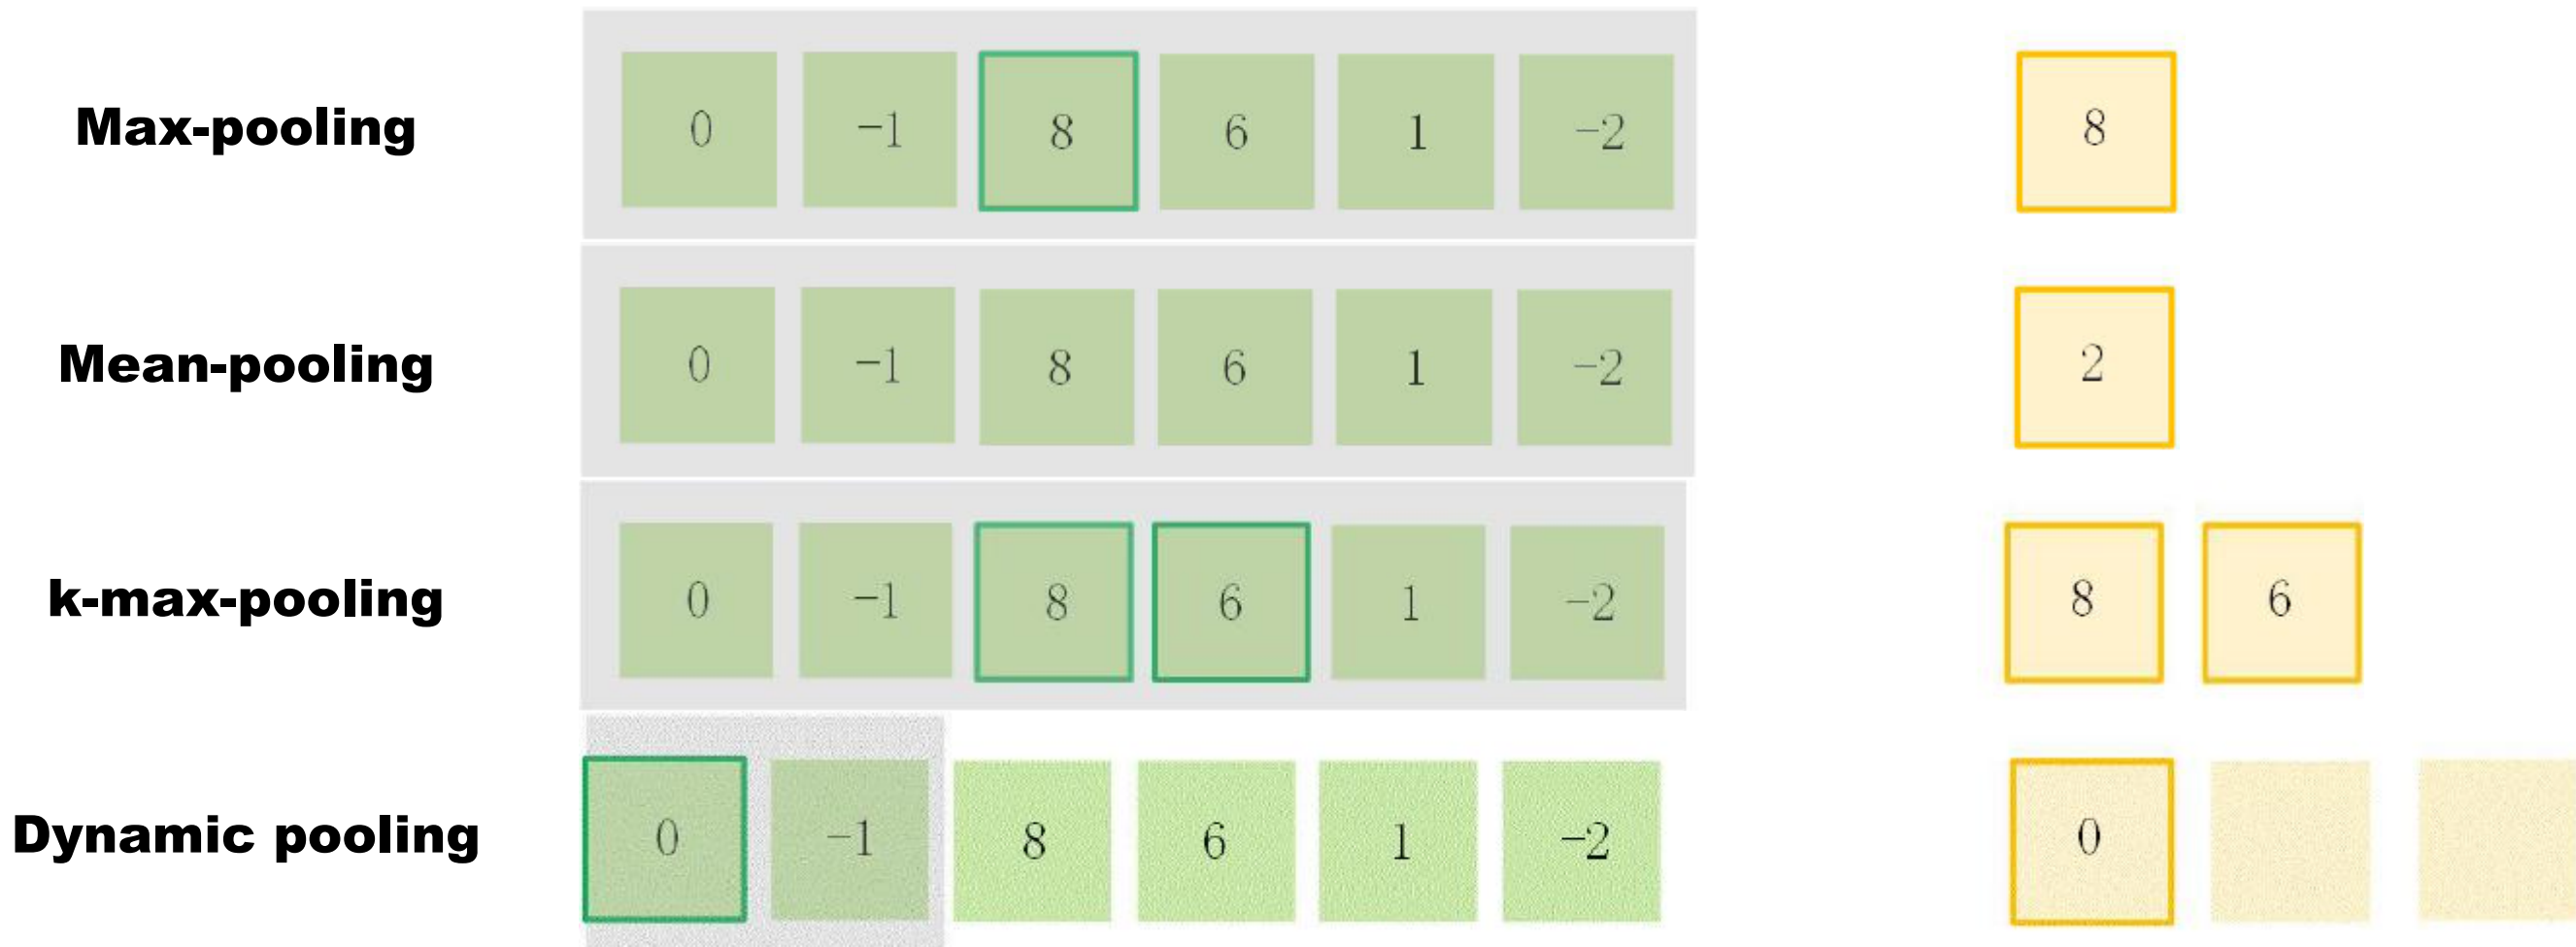 Max-pooling 0 −1 8 6 1 −2 8
Mean-pooling 0 −1 8 6 1 −2 2
k-max-pooling 0 −1 8 6 1 −2 8 6
Dynamic pooling 0 −1 8 6 1 −2 0